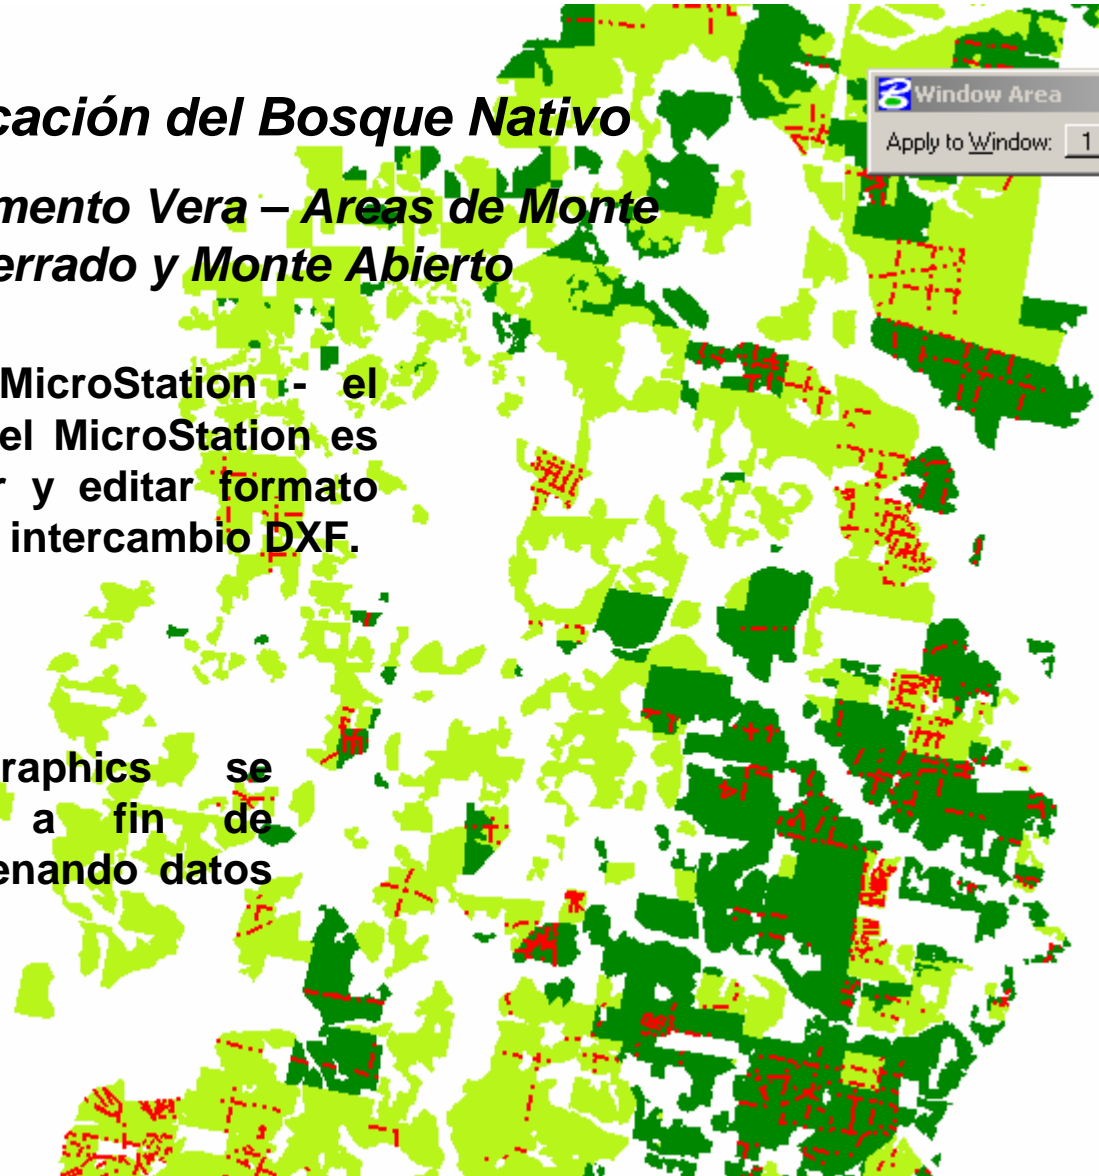 cación del Bosque Nativo
mento Vera – Areas de Monte
errado y Monte Abierto
MicroStation - el
el MicroStation es
r y editar formato
intercambio DXF.
raphics se
a fin de
enando datos
Window Area
Apply to Window: 1